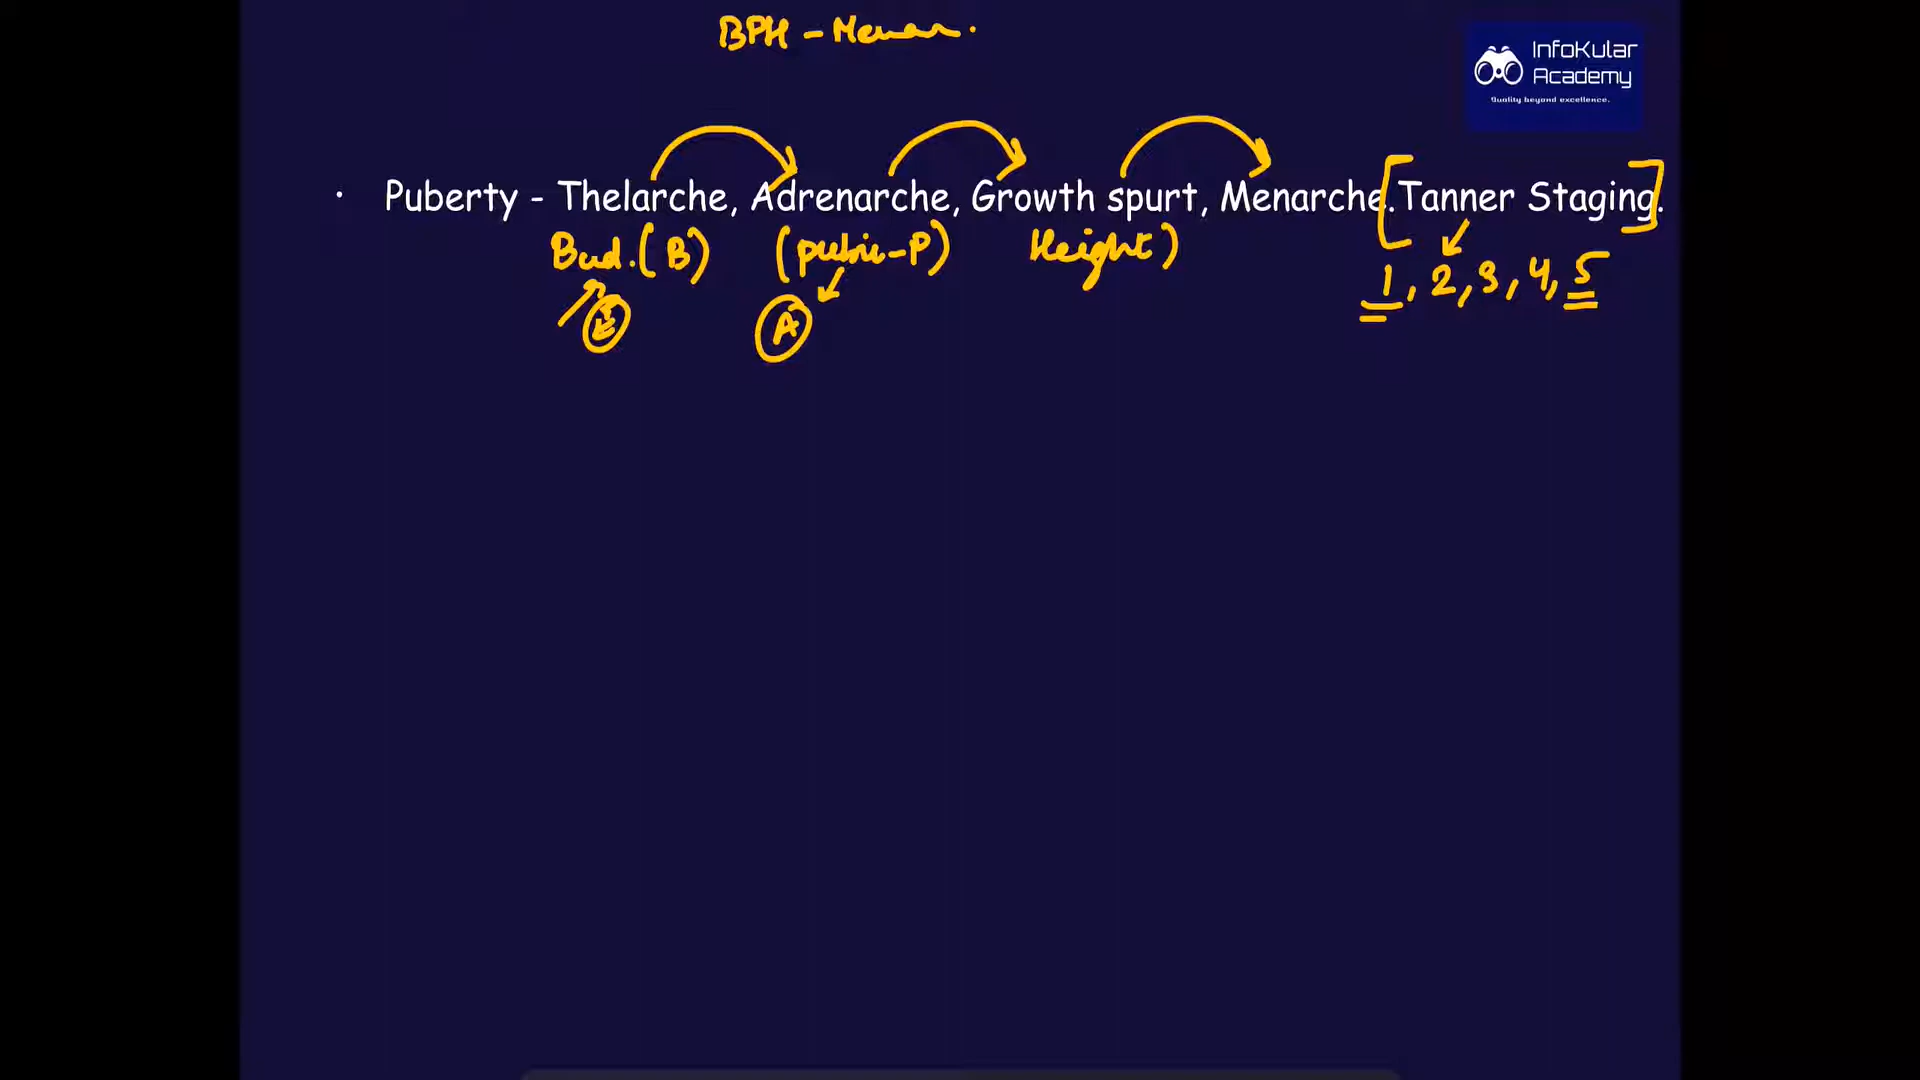 BPH - Menar.
InfoKular
Academy
Quality beyond excellence.
· Puberty - Thelarche, Adrenarche, Growth spurt, Menarche. [Tanner Staging].
Bud. (B) (pubic-P) Height)
1, 2, 3, 4, 5
E A